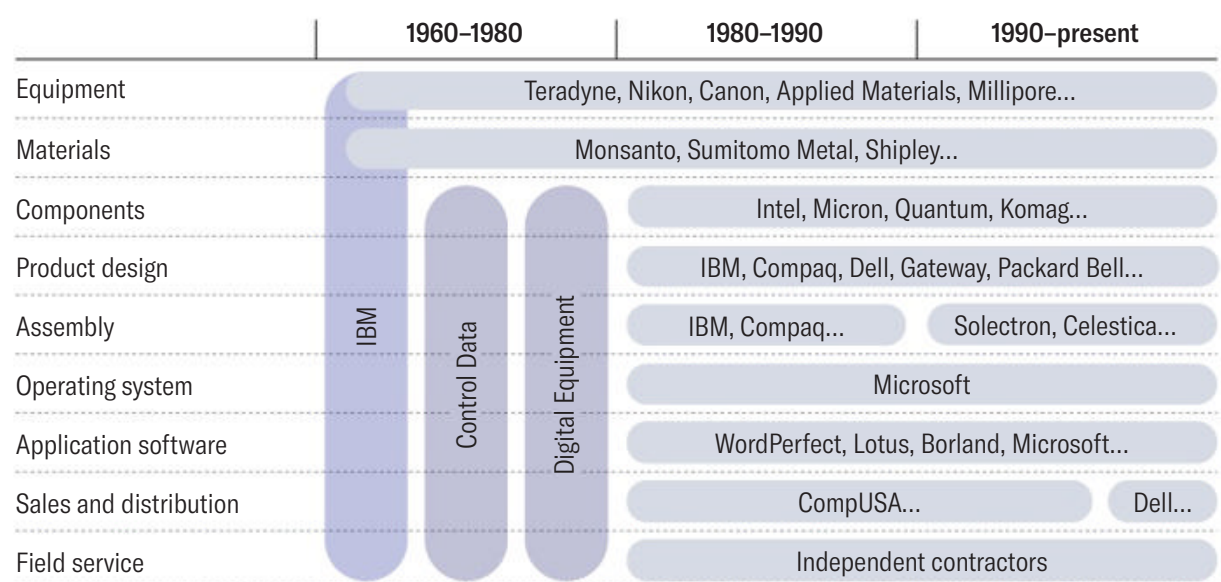 1960–1980
1980–1990
1990–present
Equipment
Teradyne, Nikon, Canon, Applied Materials, Millipore...
Materials
Monsanto, Sumitomo Metal, Shipley...
Components
Intel, Micron, Quantum, Komag...
Product design
IBM, Compaq, Dell, Gateway, Packard Bell...
Assembly
IBM
Control Data
Digital Equipment
IBM, Compaq...
Solectron, Celestica...
Operating system
Microsoft
Application software
WordPerfect, Lotus, Borland, Microsoft...
Sales and distribution
CompUSA...
Dell...
Field service
Independent contractors